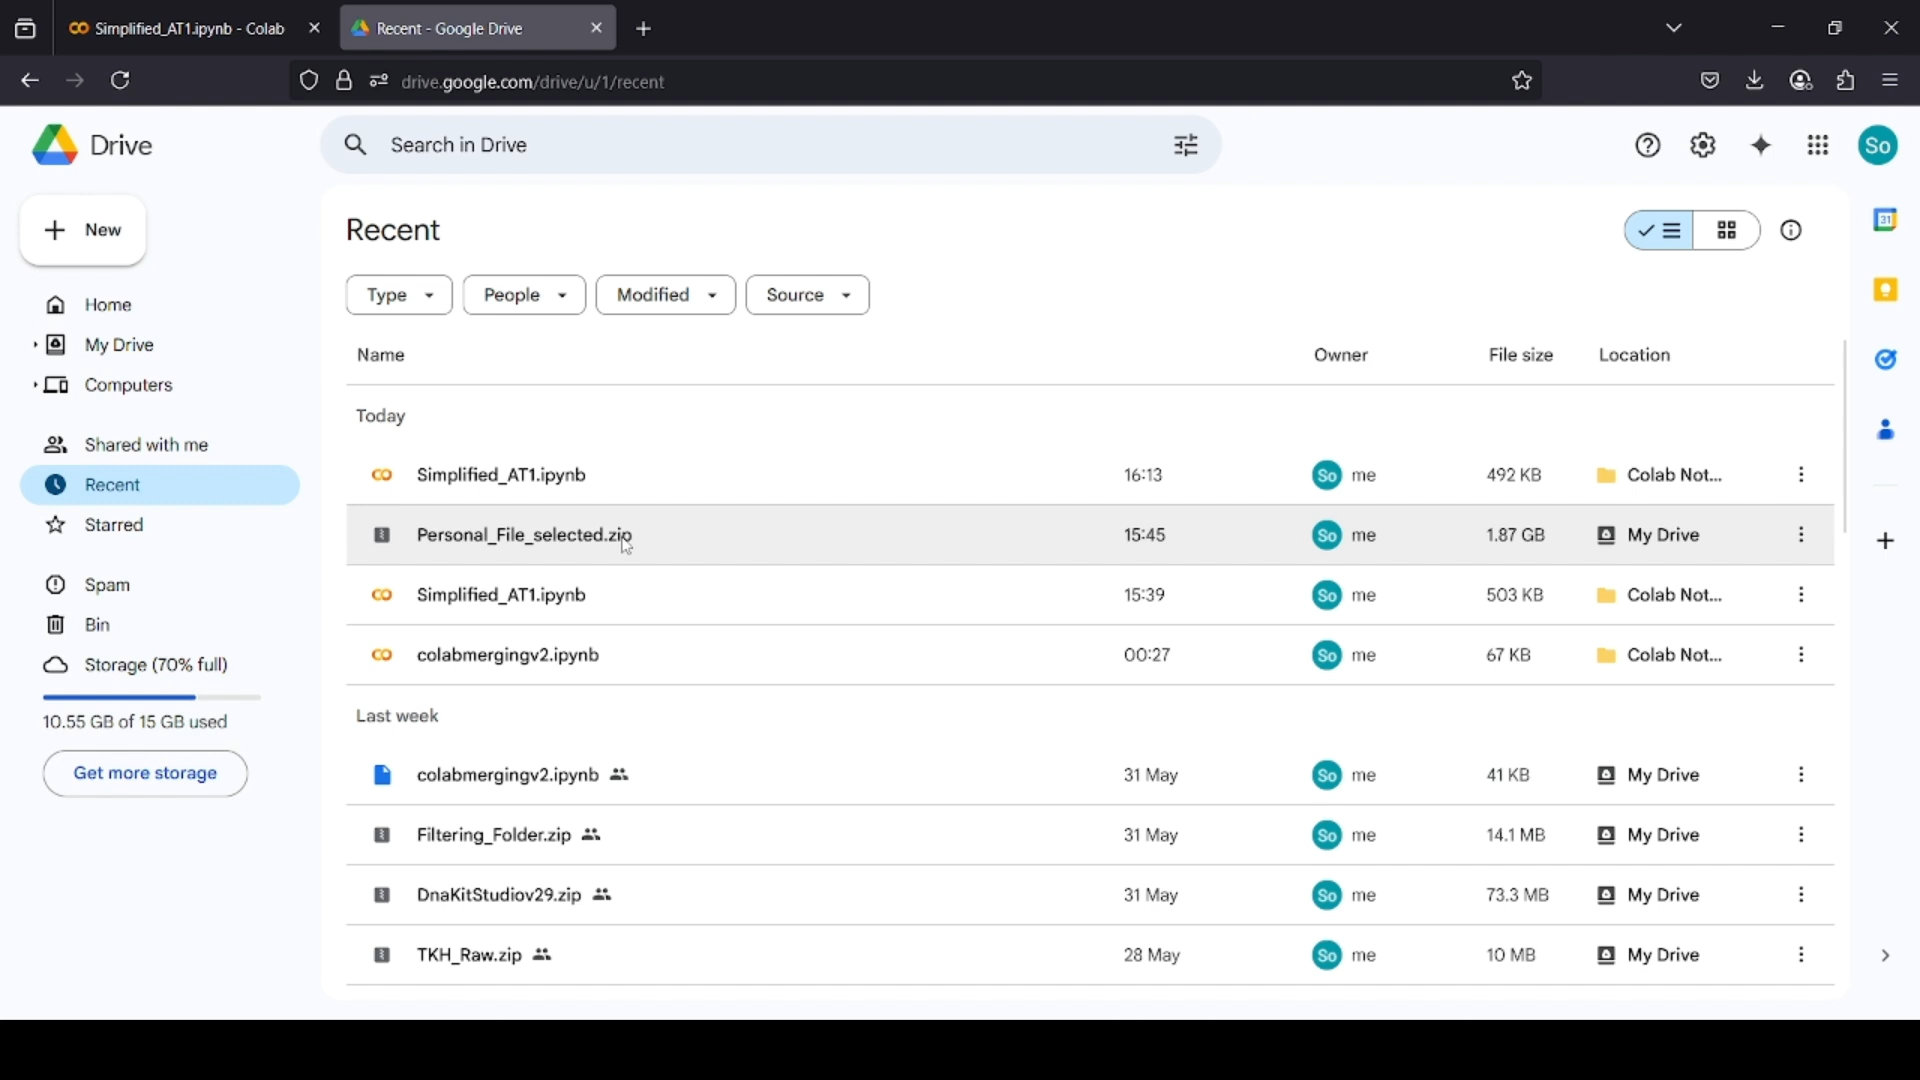 Simplified_AT1.ipynb - Colab
Recent - Google Drive
drive.google.com/drive/u/1/recent
Drive
Search in Drive
So
New
Home
My Drive
Computers
Shared with me
Recent
Starred
Spam
Bin
Storage (70% full)
10.55 GB of 15 GB used
Get more storage
Recent
Type People Modified Source
Name Owner File size Location
Today
Simplified_AT1.ipynb 16:13 So me 492 KB Colab Not...
Personal_File_selected.zip 15:45 So me 1.87 GB My Drive
Simplified_AT1.ipynb 15:39 So me 503 KB Colab Not...
colabmergingv2.ipynb 00:27 So me 67 KB Colab Not...
Last week
colabmergingv2.ipynb 31 May So me 41 KB My Drive
Filtering_Folder.zip 31 May So me 14.1 MB My Drive
DnaKitStudiov29.zip 31 May So me 73.3 MB My Drive
TKH_Raw.zip 28 May So me 10 MB My Drive
31